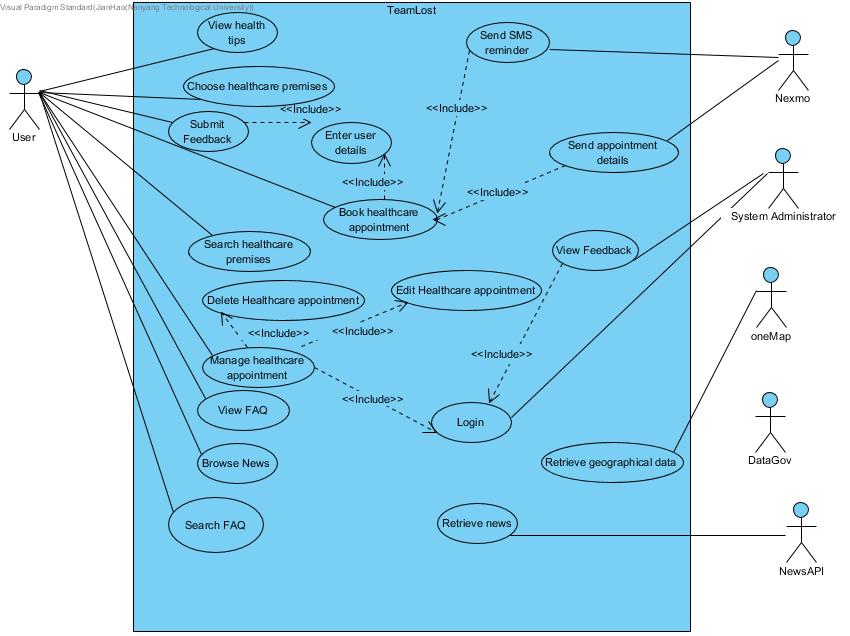 Visual Paradigm Standard(JianHao(Nanyang Technological University))
TeamLost
View health
tips
Send SMS
reminder
Choose healthcare premises
<<Include>>
<<Include>>
Nexmo
Submit
Feedback
User
Enter user
details
Send appointment
details
<<Include>>
<<Include>>
Book healthcare
appointment
System Administrator
Search healthcare
premises
View Feedback
Delete Healthcare appointment
Edit Healthcare appointment
<<Include>>
<<Include>>
oneMap
<<Include>>
Manage healthcare
appointment
<<Include>>
View FAQ
Login
Browse News
Retrieve geographical data
DataGov
Search FAQ
Retrieve news
NewsAPI